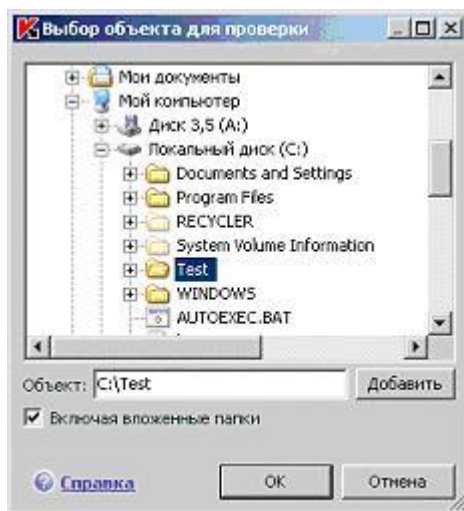 Выбор объекта для проверки
Мои документы
Мой компьютер
Диск 3,5 (A:)
Локальный диск (C:)
Documents and Settings
Program Files
RECYCLER
System Volume Information
Test
WINDOWS
AUTOEXEC.BAT
Объект: C:\Test Добавить
Включая вложенные папки
Справка OK Отмена